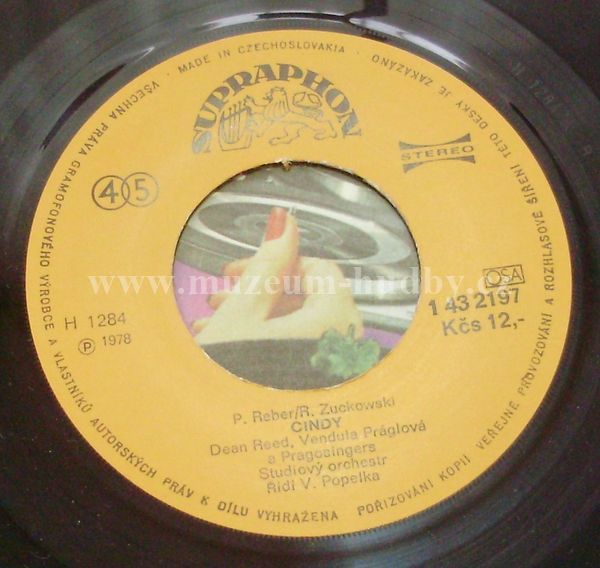 VŠECHNA PRÁVA GRAMOFONOVÉHO VÝROBCE A VLASTNÍKŮ AUTORSKÝCH PRÁV K DÍLU VYHRAŽENA · POŘIZOVÁNÍ KOPIÍ · VEŘEJNÉ PROVOZOVÁNÍ A ROZHLASOVÉ ŠÍŘENÍ TÉTO DESKY JE ZAKÁZÁNO · MADE IN CZECHOSLOVAKIA ·
SUPRAPHON
45
STEREO
www.muzeum-hudby.cz
OSA
H 1284
1 43 2197
Ⓟ 1978
Kčs 12,-
P. Reber/R. Zuckowski
CINDY
Dean Reed, Vendula Práglová
a Pragosingers
Studiový orchestr
Řídí V. Popelka